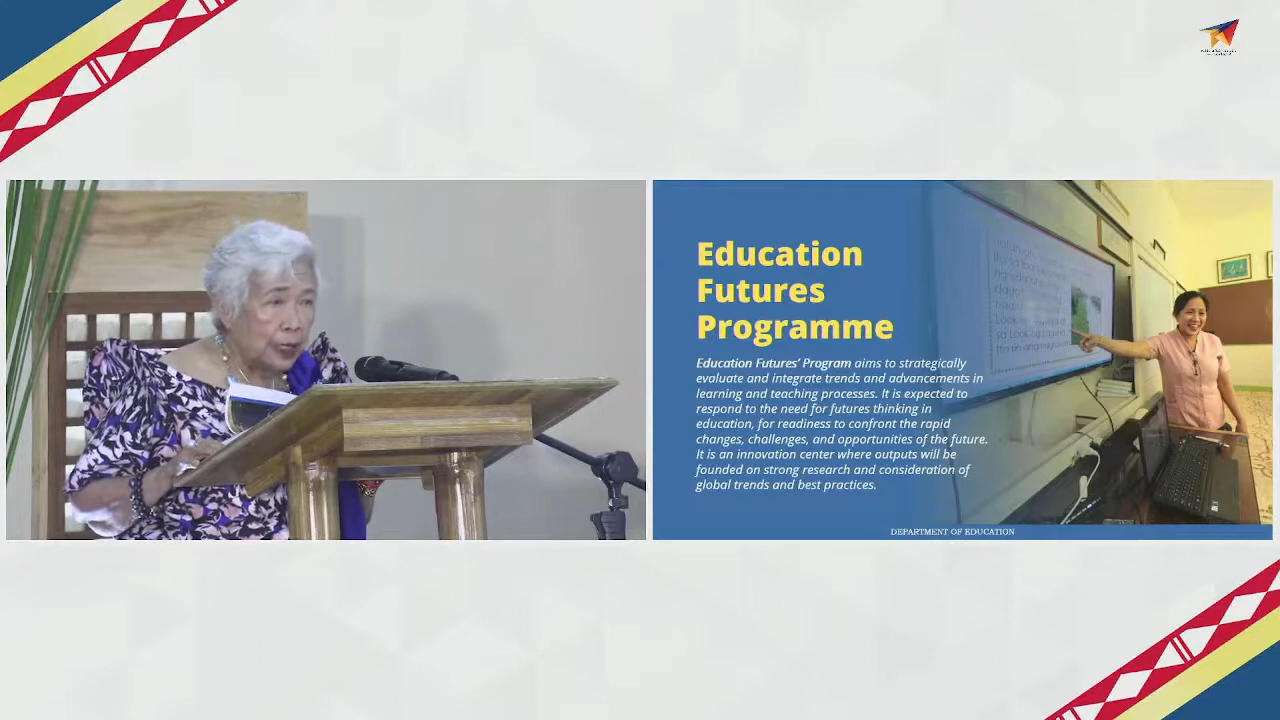 Education
Futures
Programme
Education Futures' Program aims to strategically
evaluate and integrate trends and advancements in
learning and teaching processes. It is expected to
respond to the need for futures thinking in
education, for readiness to confront the rapid
changes, challenges, and opportunities of the future.
It is an innovation center where outputs will be
founded on strong research and consideration of
global trends and best practices.
DEPARTMENT OF EDUCATION